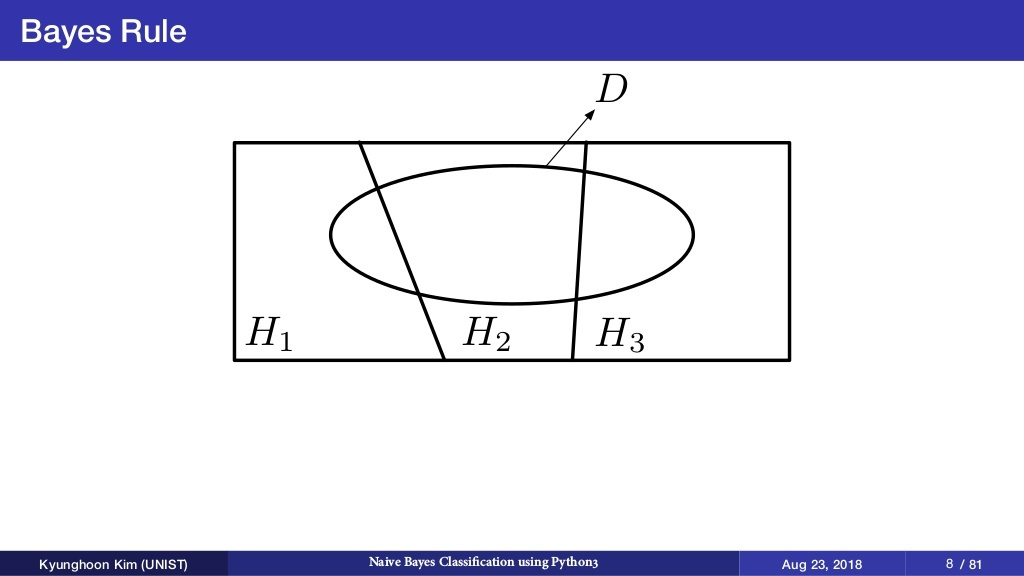 Bayes Rule
D
H₁ H₂ H₃
Kyunghoon Kim (UNIST) Naive Bayes Classification using Python3 Aug 23, 2018 8 / 81